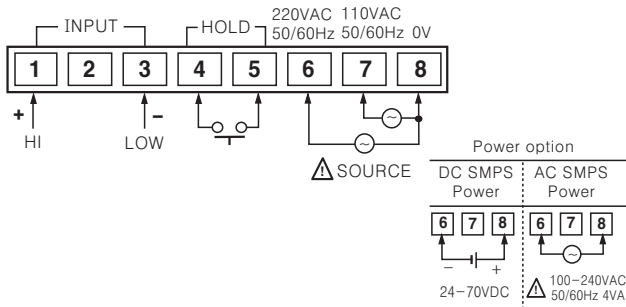 INPUT HOLD 220VAC 110VAC
50/60Hz 50/60Hz 0V
1 2 3 4 5 6 7 8
+ −
HI LOW
⚠ SOURCE
Power option
DC SMPS Power
AC SMPS Power
6 7 8 6 7 8
− +
24−70VDC
⚠ 100−240VAC
50/60Hz 4VA